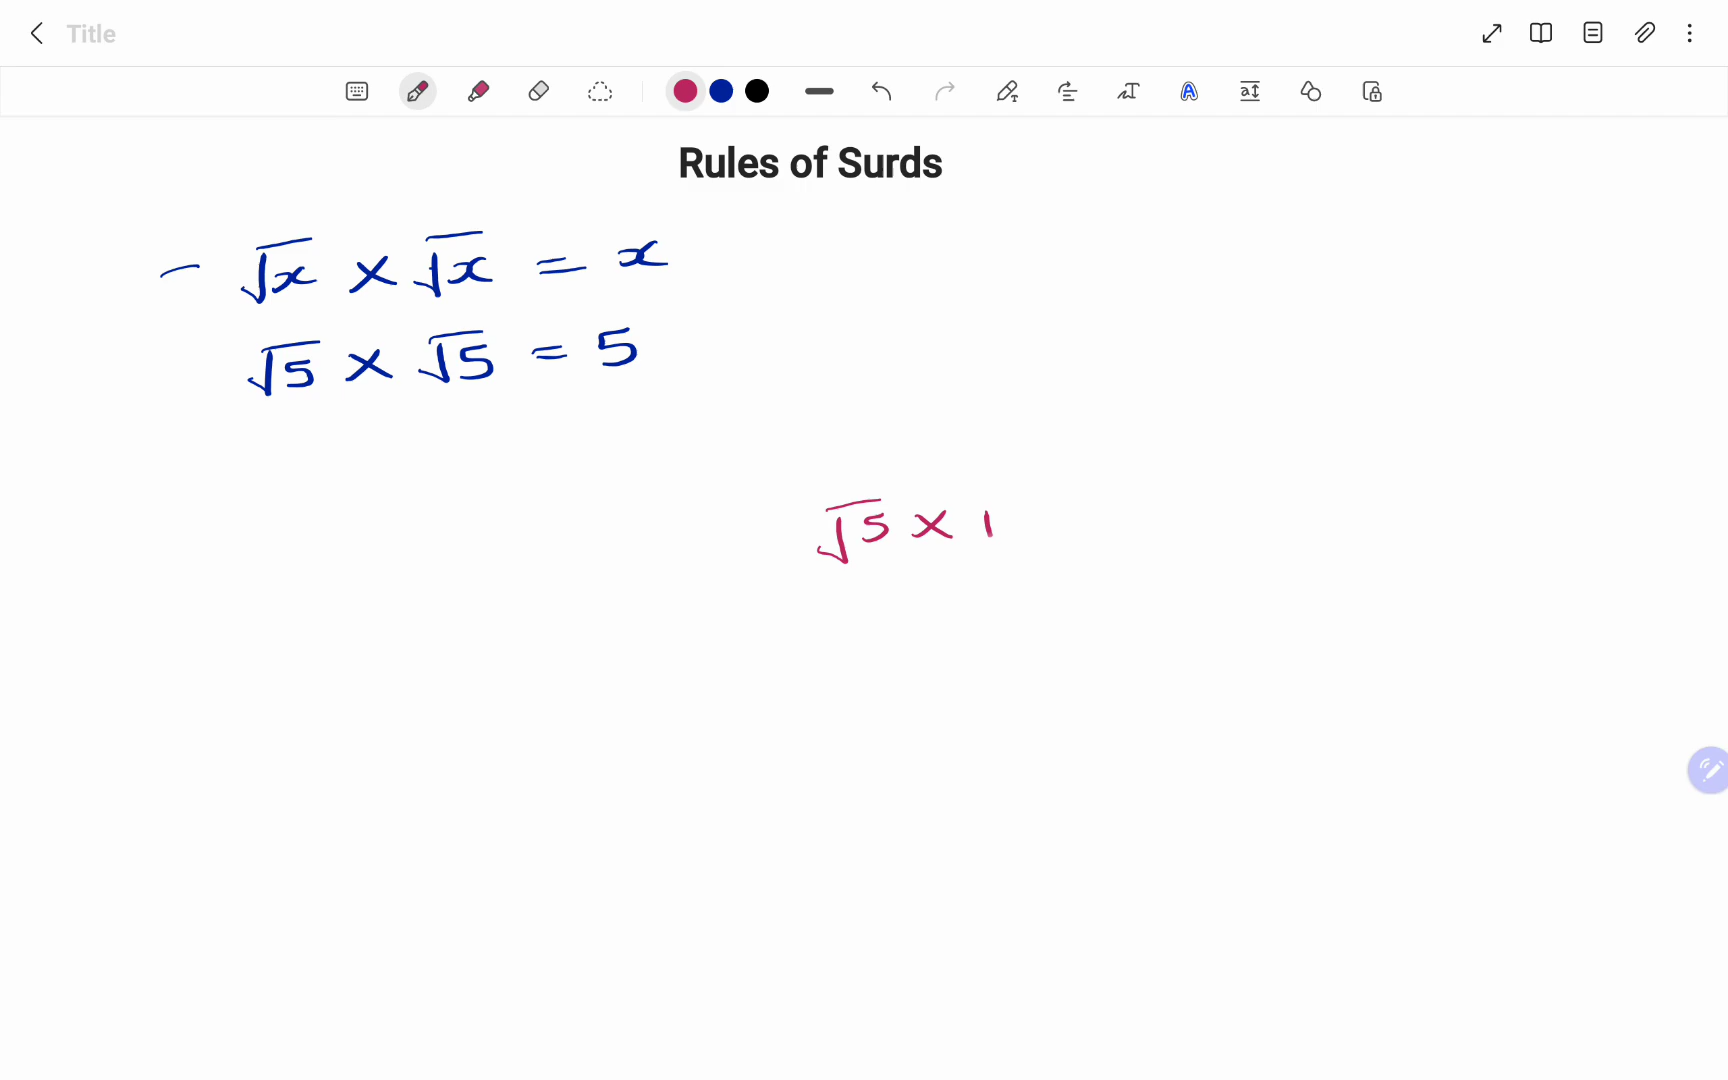 Title
Rules of Surds
- √x × √x = x
√5 × √5 = 5
√5 × 1